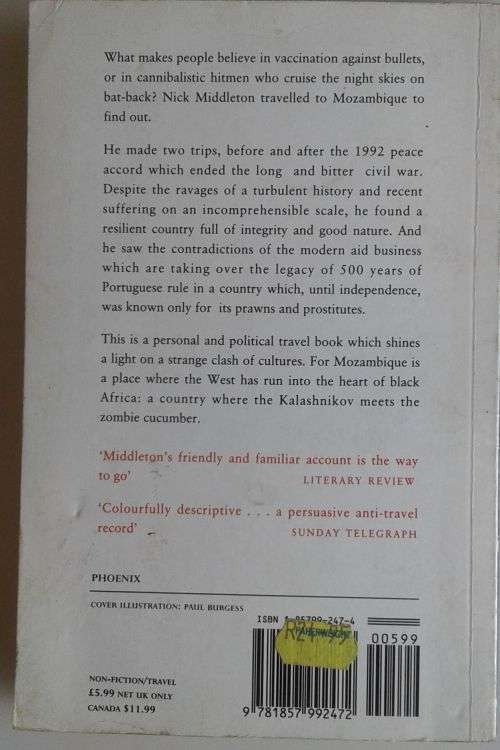 What makes people believe in vaccination against bullets,
or in cannibalistic hitmen who cruise the night skies on
bat-back? Nick Middleton travelled to Mozambique to
find out.
He made two trips, before and after the 1992 peace
accord which ended the long and bitter civil war.
Despite the ravages of a turbulent history and recent
suffering on an incomprehensible scale, he found a
resilient country full of integrity and good nature. And
he saw the contradictions of the modern aid business
which are taking over the legacy of 500 years of
Portuguese rule in a country which, until independence,
was known only for its prawns and prostitutes.
This is a personal and political travel book which shines
a light on a strange clash of cultures. For Mozambique is
a place where the West has run into the heart of black
Africa: a country where the Kalashnikov meets the
zombie cucumber.
'Middleton's friendly and familiar account is the way
to go' LITERARY REVIEW
'Colourfully descriptive . . . a persuasive anti-travel
record' SUNDAY TELEGRAPH
PHOENIX
COVER ILLUSTRATION: PAUL BURGESS
ISBN 1-85799-247-4
00599
NON-FICTION/TRAVEL
£5.99 NET UK ONLY
CANADA $11.99
9 781857 992472